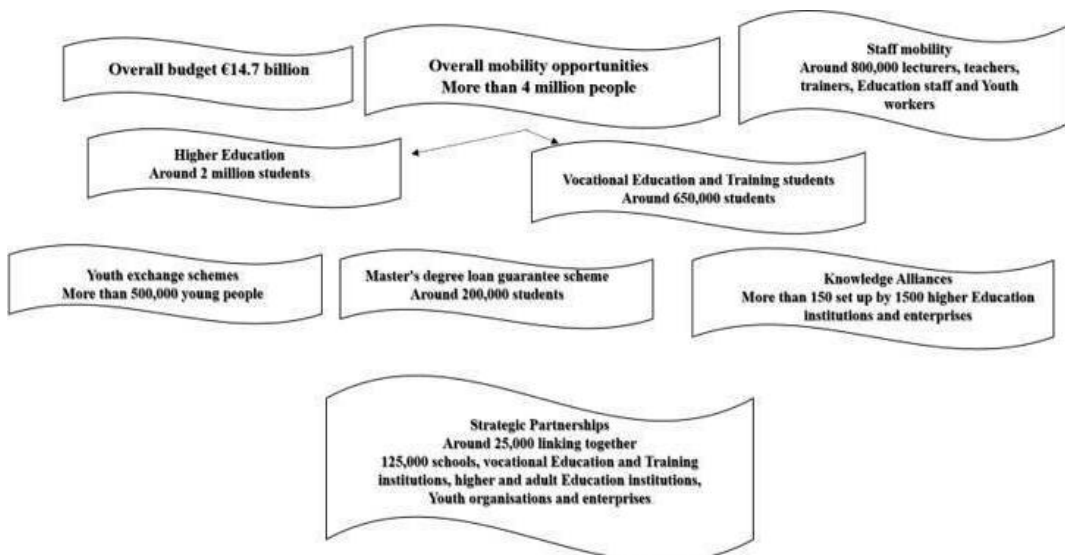 Overall budget €14.7 billion
Overall mobility opportunities
More than 4 million people
Staff mobility
Around 800,000 lecturers, teachers,
trainers, Education staff and Youth
workers
Higher Education
Around 2 million students
Vocational Education and Training students
Around 650,000 students
Youth exchange schemes
More than 500,000 young people
Master's degree loan guarantee scheme
Around 200,000 students
Knowledge Alliances
More than 150 set up by 1500 higher Education
institutions and enterprises
Strategic Partnerships
Around 25,000 linking together
125,000 schools, vocational Education and Training
institutions, higher and adult Education institutions,
Youth organisations and enterprises